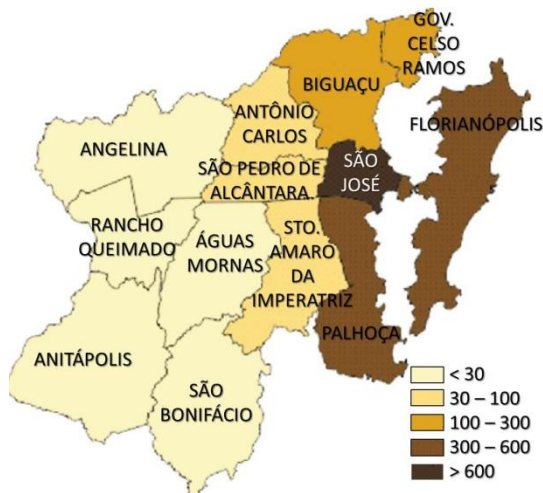 GOV.
CELSO
RAMOS
BIGUAÇU
FLORIANÓPOLIS
ANTÔNIO
CARLOS
ANGELINA
SÃO PEDRO DE
ALCÂNTARA
SÃO
JOSÉ
RANCHO
QUEIMADO
ÁGUAS
MORNAS
STO.
AMARO
DA
IMPERATRIZ
PALHOÇA
ANITÁPOLIS
SÃO
BONIFÁCIO
< 30
30 – 100
100 – 300
300 – 600
> 600